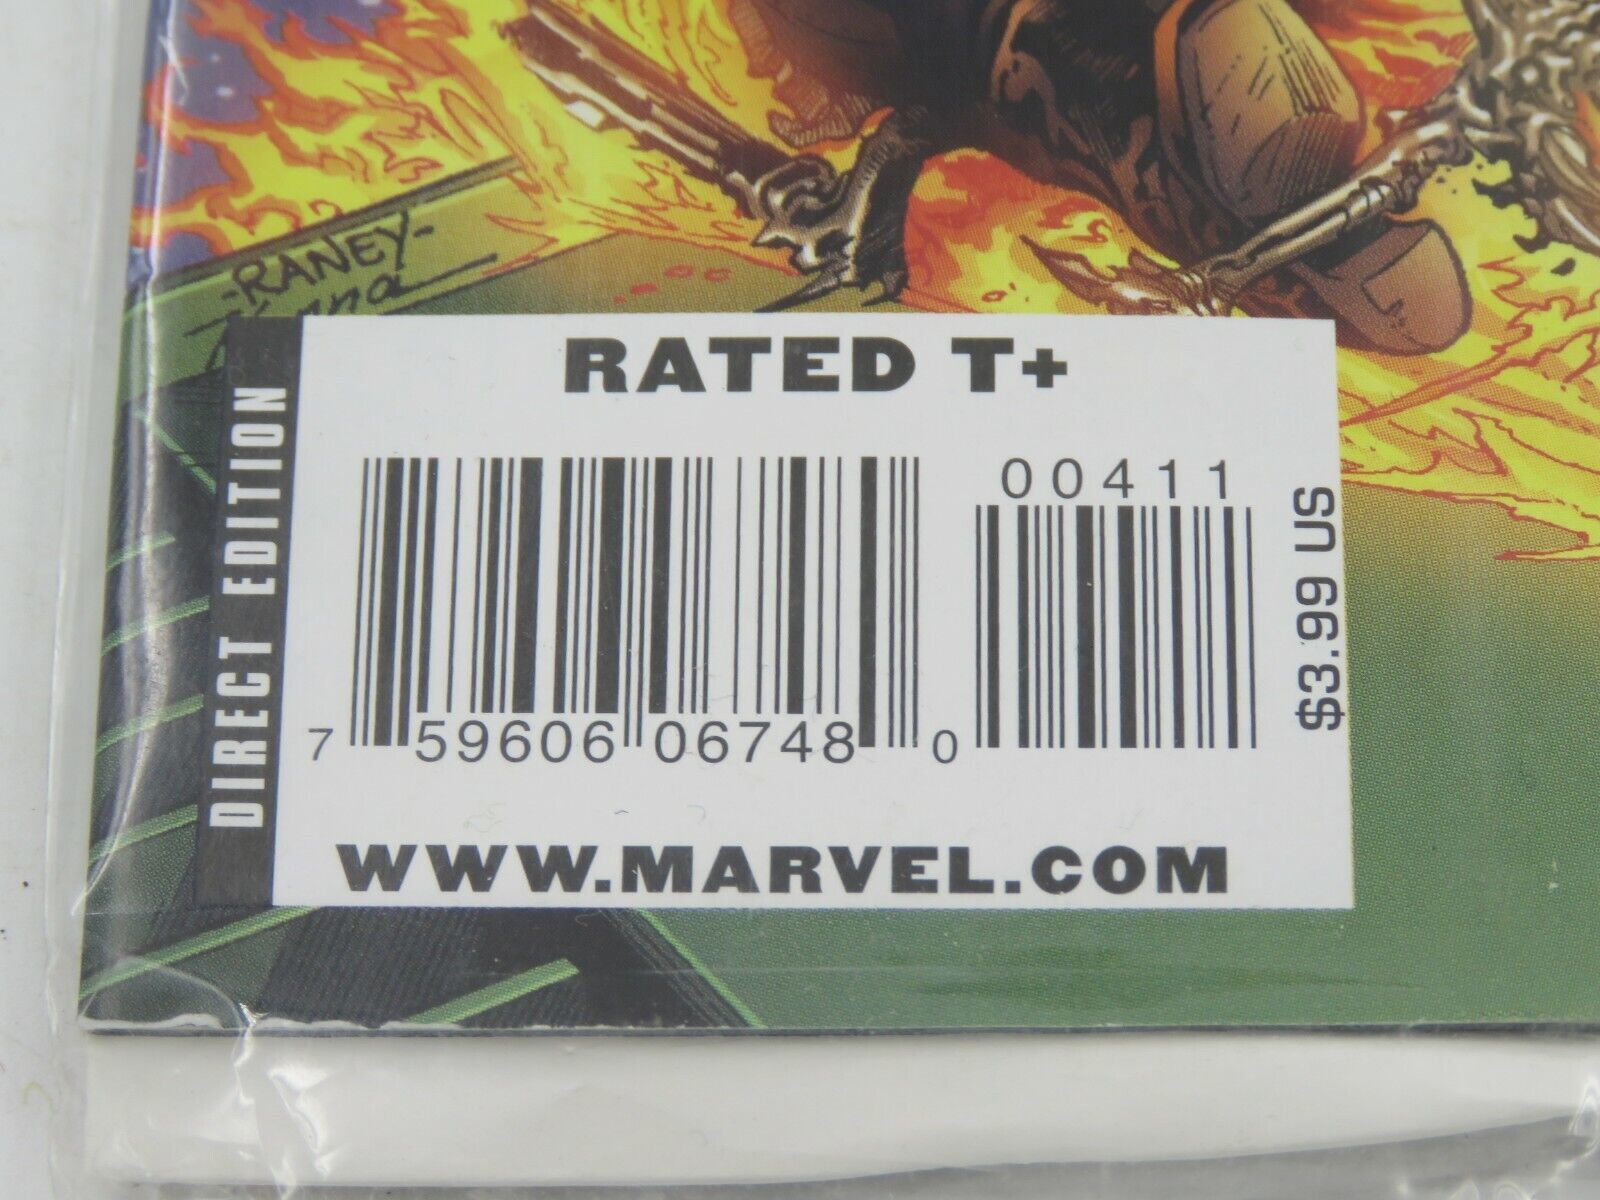 -RANEY-
RATED T+
DIRECT EDITION
00411
$3.99 US
7 59606 06748 0
WWW.MARVEL.COM